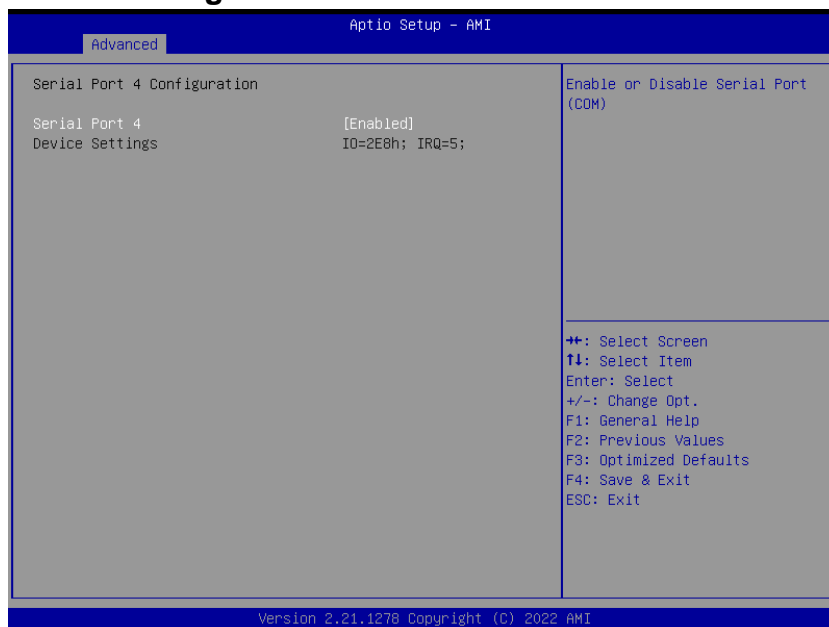 Aptio Setup – AMI
Advanced
Serial Port 4 Configuration
Serial Port 4 [Enabled]
Device Settings IO=2E8h; IRQ=5;
Enable or Disable Serial Port
(COM)
→←: Select Screen
↑↓: Select Item
Enter: Select
+/-: Change Opt.
F1: General Help
F2: Previous Values
F3: Optimized Defaults
F4: Save & Exit
ESC: Exit
Version 2.21.1278 Copyright (C) 2022 AMI